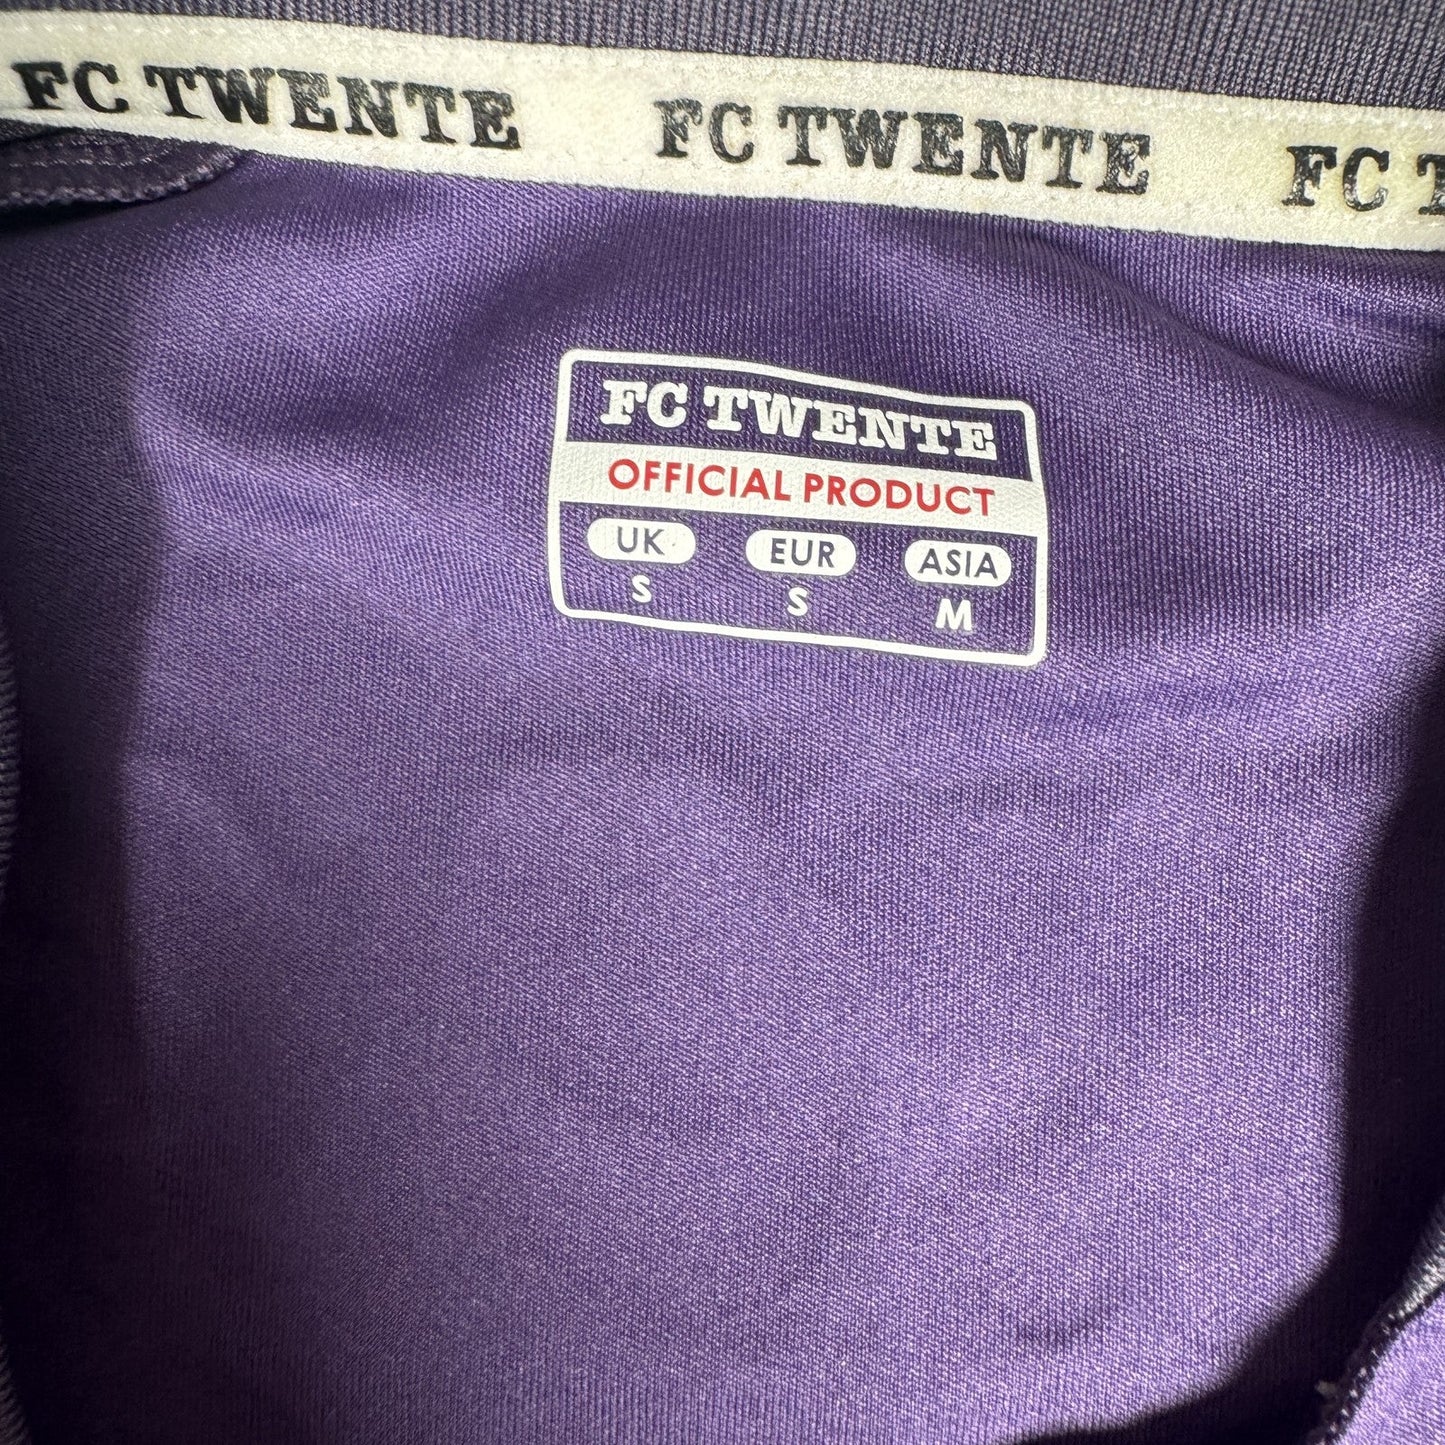 FC TWENTE FC TWENTE FC T
FC TWENTE
OFFICIAL PRODUCT
UK EUR ASIA
S S M